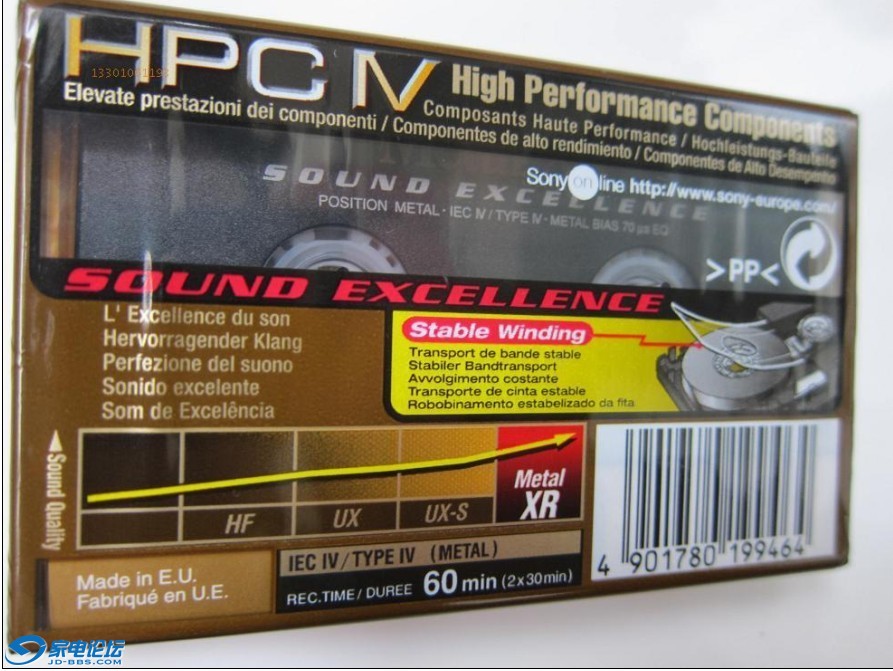 HPC IV
13301001193
High Performance Components
Elevate prestazioni dei componenti / Componentes de alto rendimiento / Componentes de Alto Desempenho
Composants Haute Performance / Hochleistungs-Bauteile
Sony on line http://www.sony-europe.com/
SOUND EXCELLENCE
POSITION METAL · IEC IV / TYPE IV - METAL BIAS 70 µs EQ
>PP<
SOUND EXCELLENCE
L' Excellence du son
Hervorragender Klang
Perfezione del suono
Sonido excelente
Som de Excelência
Stable Winding
Transport de bande stable
Stabiler Bandtransport
Avvolgimento costante
Transporte de cinta estable
Robobinamento estabelizado da fita
Sound Quality
HF
UX
UX-S
Metal
XR
IEC IV / TYPE IV (METAL)
REC.TIME / DUREE 60 min (2x30min)
Made in E.U.
Fabriqué en U.E.
4 901780 199464
家电论坛
JD-BBS.COM